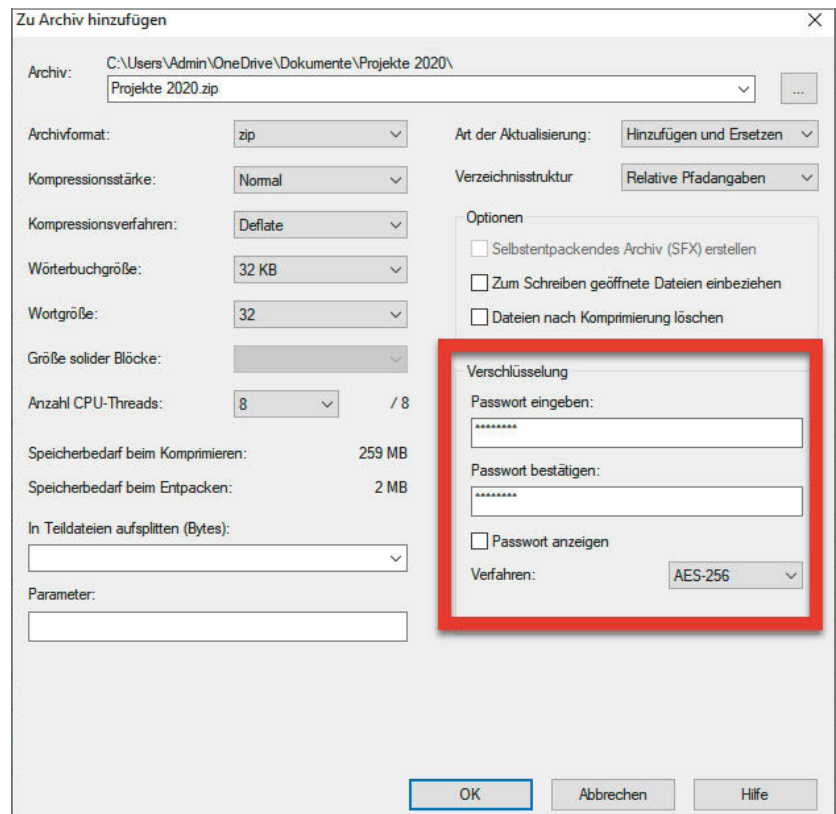 Zu Archiv hinzufügen
Archiv:
C:\Users\Admin\OneDrive\Dokumente\Projekte 2020\
Projekte 2020.zip
...
Archivformat: zip
Kompressionsstärke: Normal
Kompressionsverfahren: Deflate
Wörterbuchgröße: 32 KB
Wortgröße: 32
Größe solider Blöcke:
Anzahl CPU-Threads: 8 / 8
Speicherbedarf beim Komprimieren: 259 MB
Speicherbedarf beim Entpacken: 2 MB
In Teildateien aufsplitten (Bytes):
Parameter:
Art der Aktualisierung: Hinzufügen und Ersetzen
Verzeichnisstruktur Relative Pfadangaben
Optionen
Selbstentpackendes Archiv (SFX) erstellen
Zum Schreiben geöffnete Dateien einbeziehen
Dateien nach Komprimierung löschen
Verschlüsselung
Passwort eingeben:
********
Passwort bestätigen:
********
Passwort anzeigen
Verfahren: AES-256
OK Abbrechen Hilfe